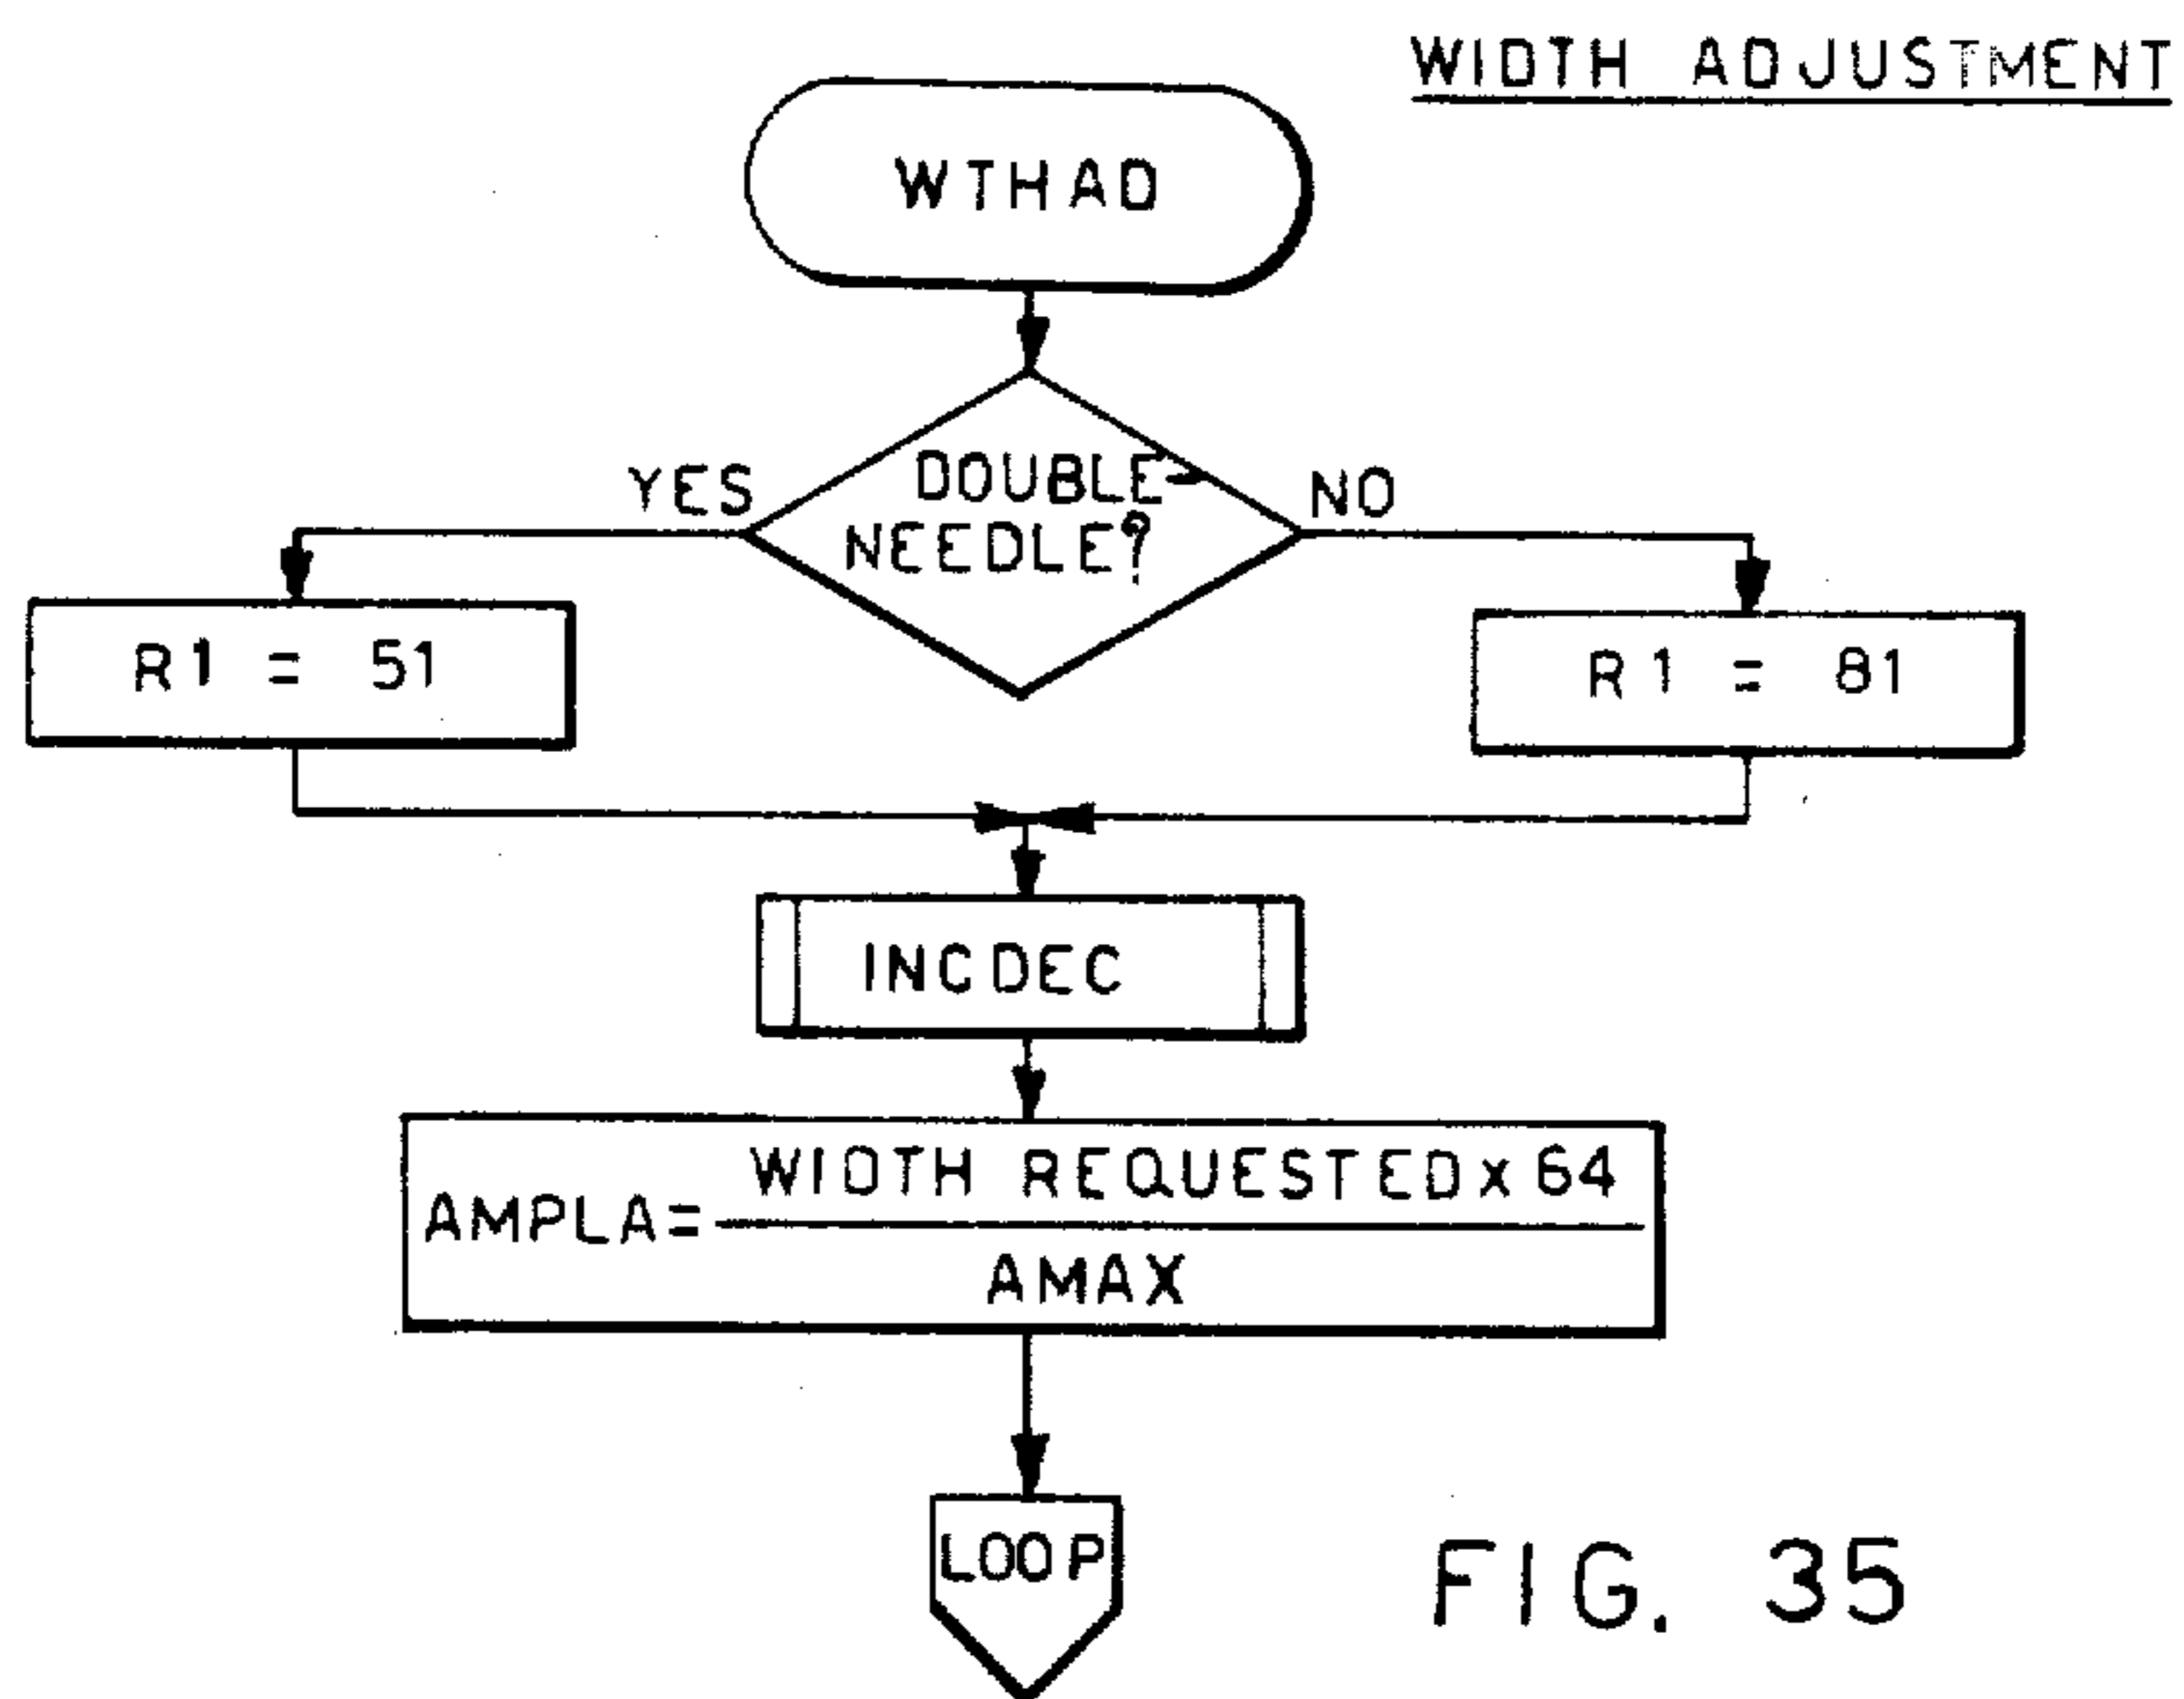 WIDTH ADJUSTMENT
WTHAD
DOUBLE-
NEEDLE?
YES
NO
R1 = 51
R1 = 81
INCDEC
WIDTH REQUESTED x 64
AMPLA=
AMAX
LOOP
FIG. 35